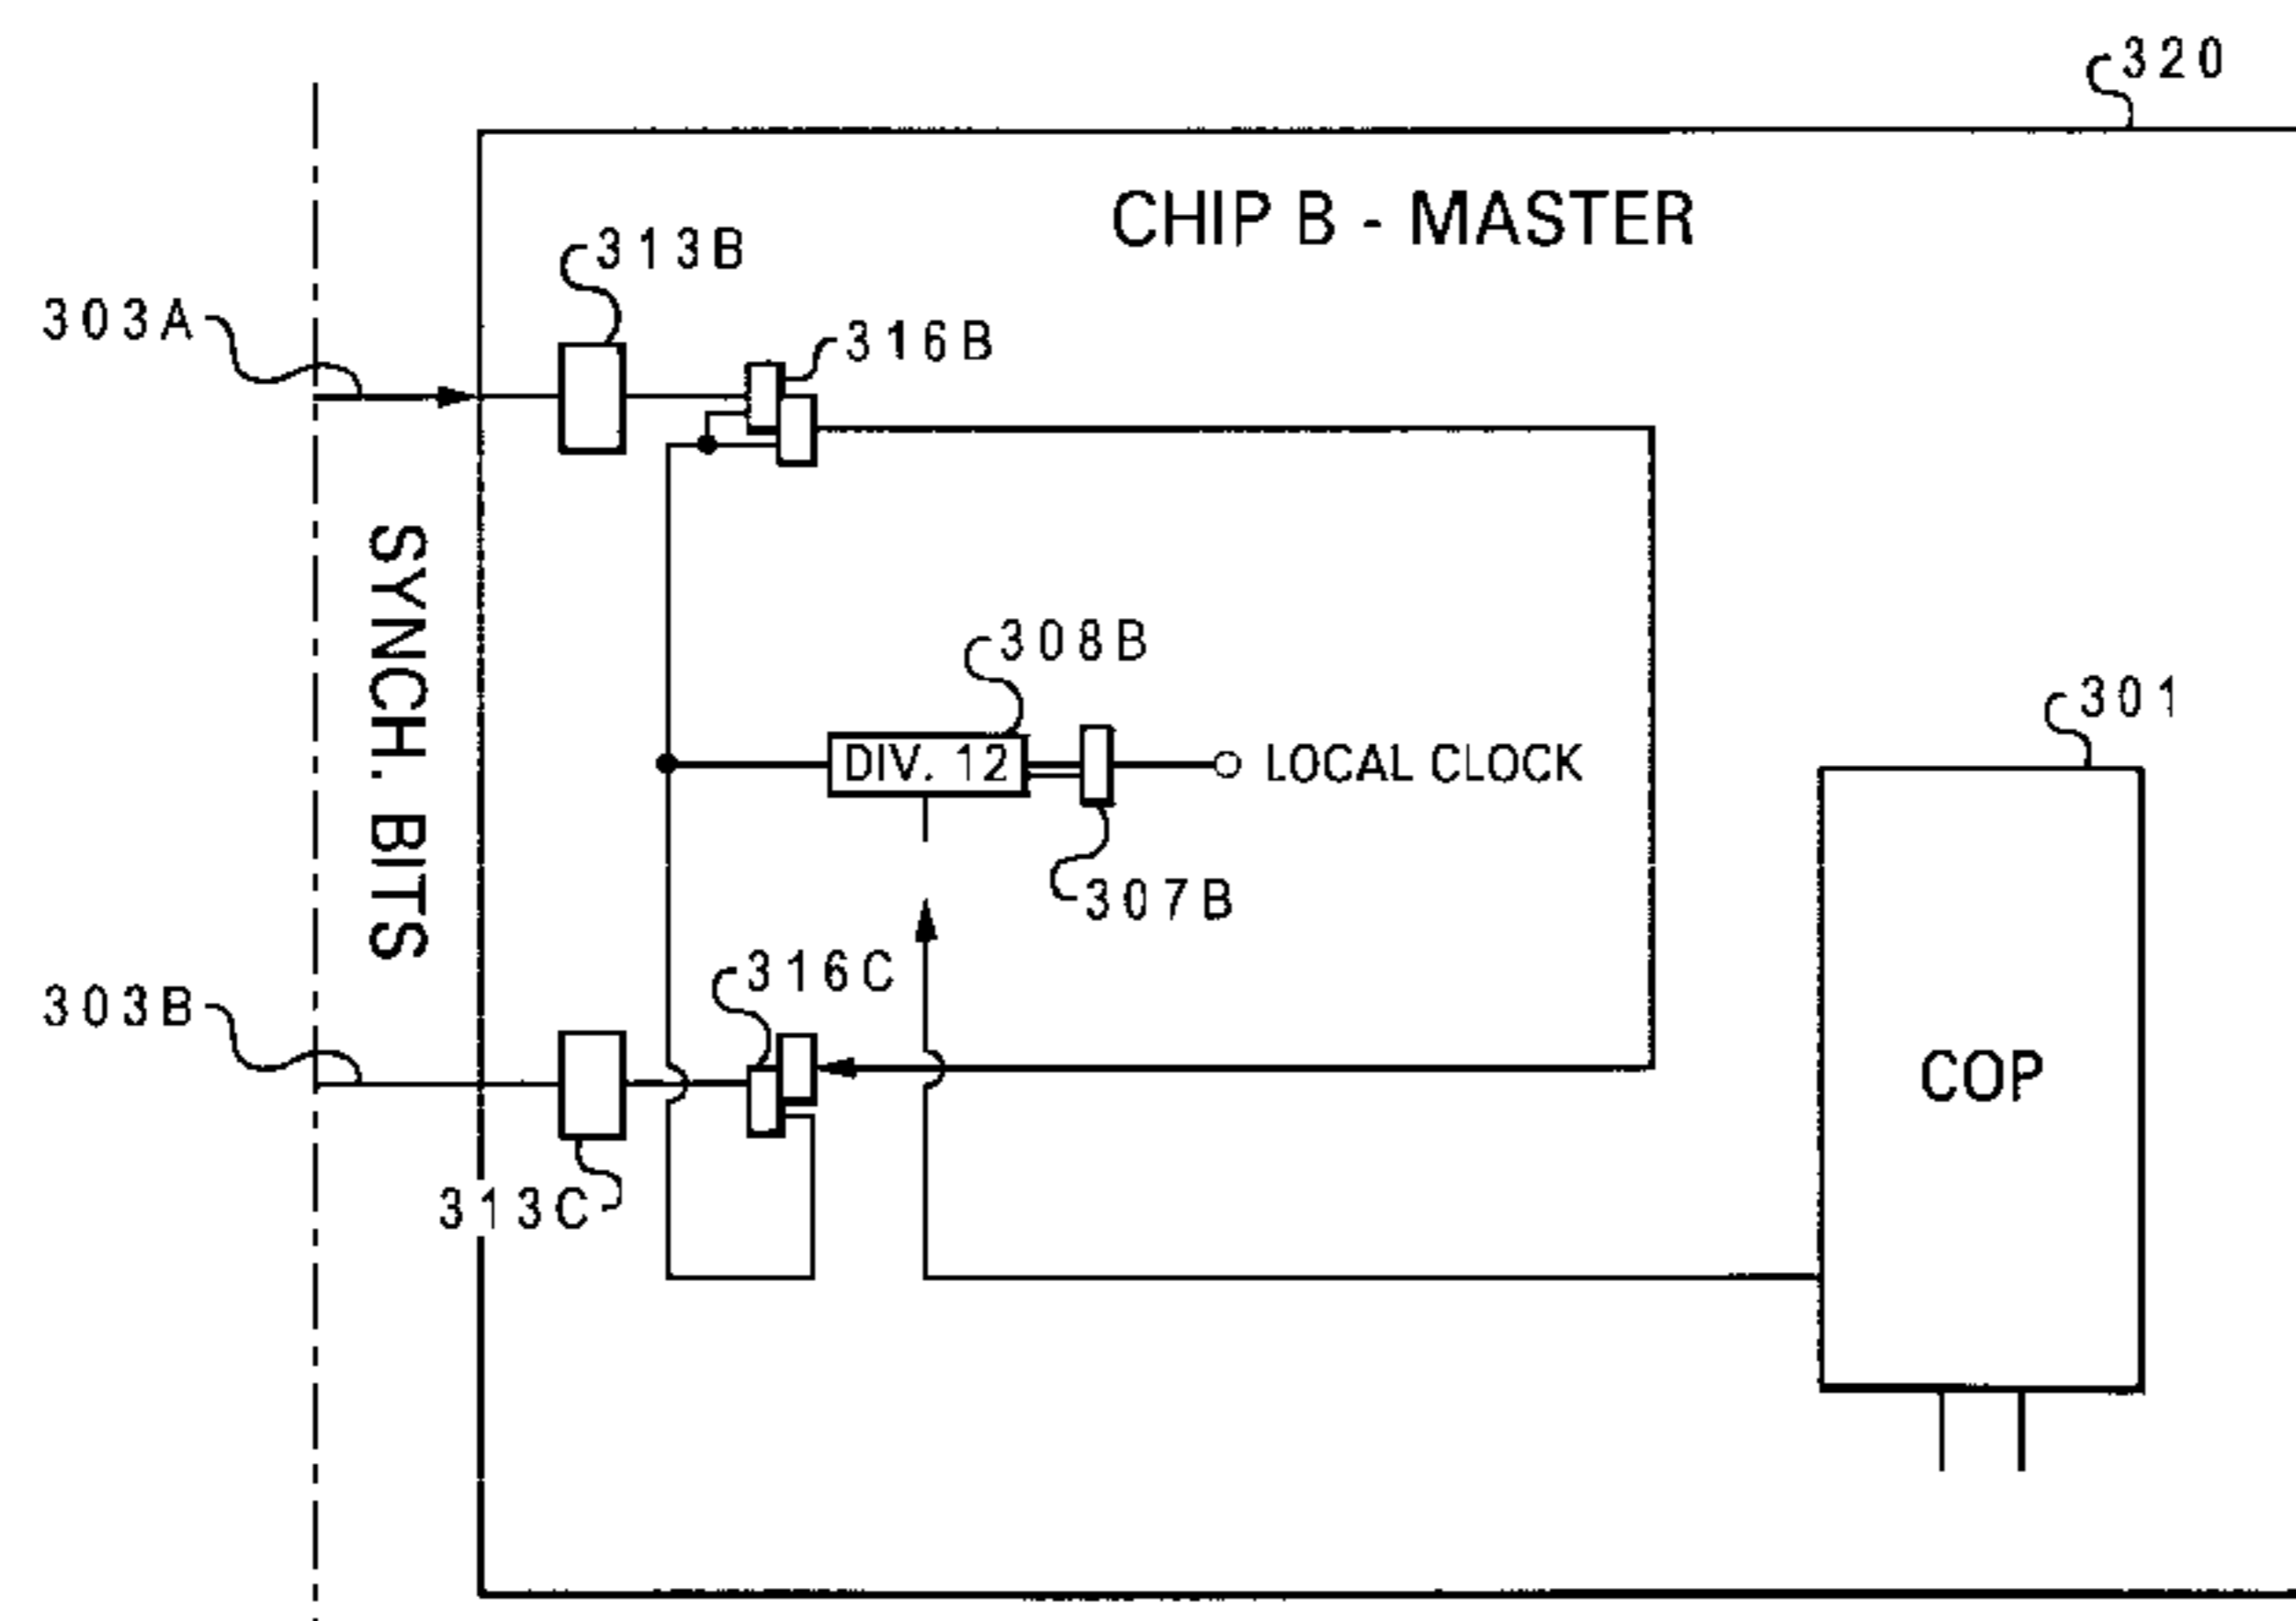 320
CHIP B - MASTER
313B
303A
316B
SYNCH. BITS
308B
DIV. 12
LOCAL CLOCK
301
307B
316C
303B
COP
313C